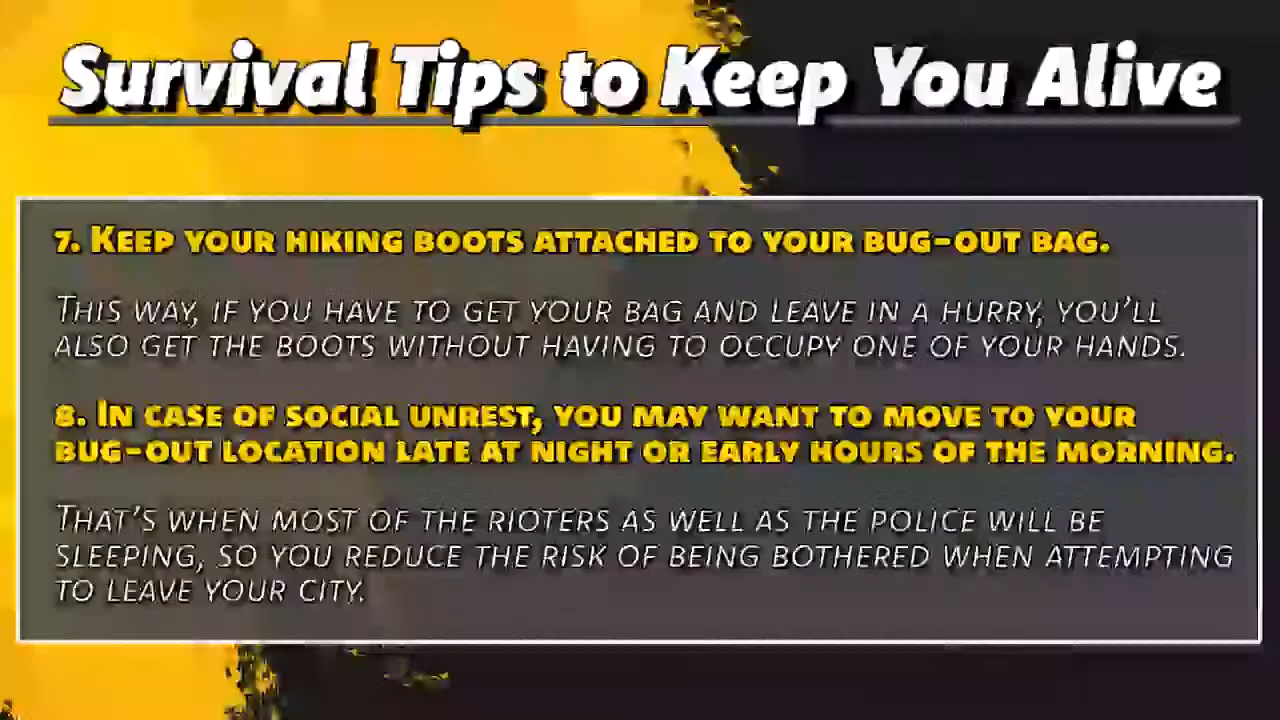 Survival Tips to Keep You Alive
7. Keep your hiking boots attached to your bug-out bag.
This way, if you have to get your bag and leave in a hurry, you'll
also get the boots without having to occupy one of your hands.
8. In case of social unrest, you may want to move to your
bug-out location late at night or early hours of the morning.
That's when most of the rioters as well as the police will be
sleeping, so you reduce the risk of being bothered when attempting
to leave your city.